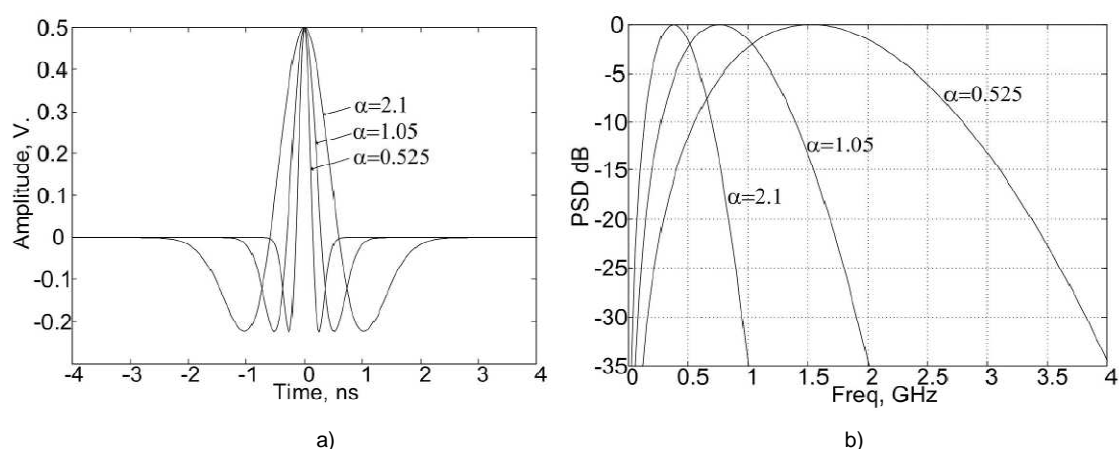 0.5
0.4
0.3
0.2
0.1
0
-0.1
-0.2
Amplitude, V.
α=2.1
α=1.05
α=0.525
-4 -3 -2 -1 0 1 2 3 4
Time, ns
a)
0
-5
-10
-15
-20
-25
-30
-35
PSD dB
α=0.525
α=1.05
α=2.1
0 0.5 1 1.5 2 2.5 3 3.5 4
Freq, GHz
b)